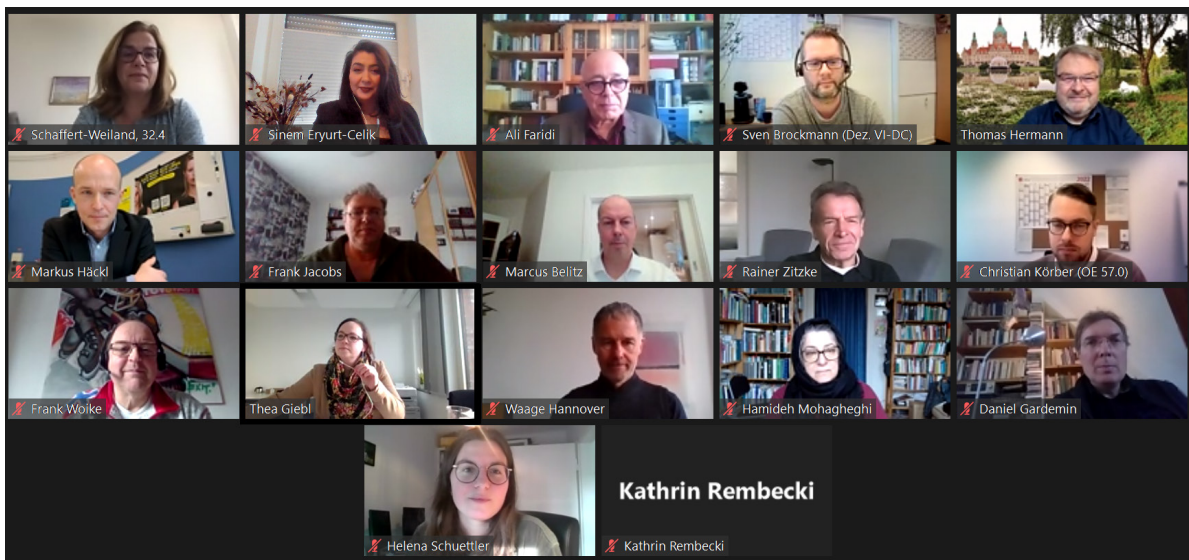 Schaffert-Weiland, 32.4
Sinem Eryurt-Celik
Ali Faridi
Sven Brockmann (Dez. VI-DC)
Thomas Hermann
Markus Häckl
Frank Jacobs
Marcus Belitz
Rainer Zitzke
2022
Christian Körber (OE 57.0)
Frank Woike
Thea Giebl
Waage Hannover
Hamideh Mohagheghi
Daniel Gardemin
Helena Schuettler
Kathrin Rembecki
Kathrin Rembecki